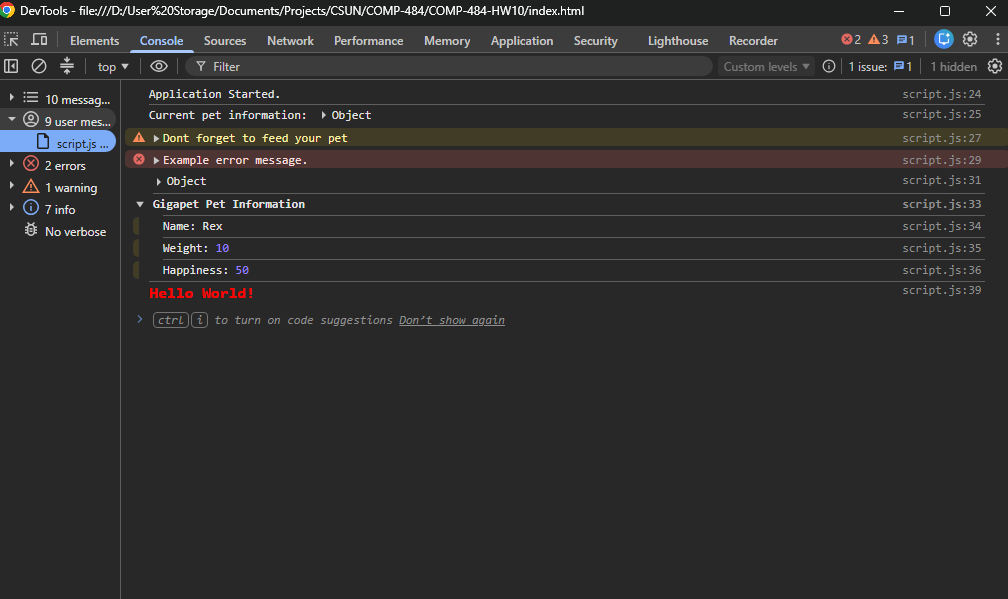 DevTools - file:///D:/User%20Storage/Documents/Projects/CSUN/COMP-484/COMP-484-HW10/index.html
Elements Console Sources Network Performance Memory Application Security Lighthouse Recorder 2 3 1
top Filter Custom levels 1 issue: 1 1 hidden
10 messag...
9 user mes...
script.js ...
2 errors
1 warning
7 info
No verbose
Application Started. script.js:24
Current pet information: Object script.js:25
Dont forget to feed your pet script.js:27
Example error message. script.js:29
Object script.js:31
Gigapet Pet Information script.js:33
Name: Rex script.js:34
Weight: 10 script.js:35
Happiness: 50 script.js:36
Hello World! script.js:39
ctrl i to turn on code suggestions Don't show again